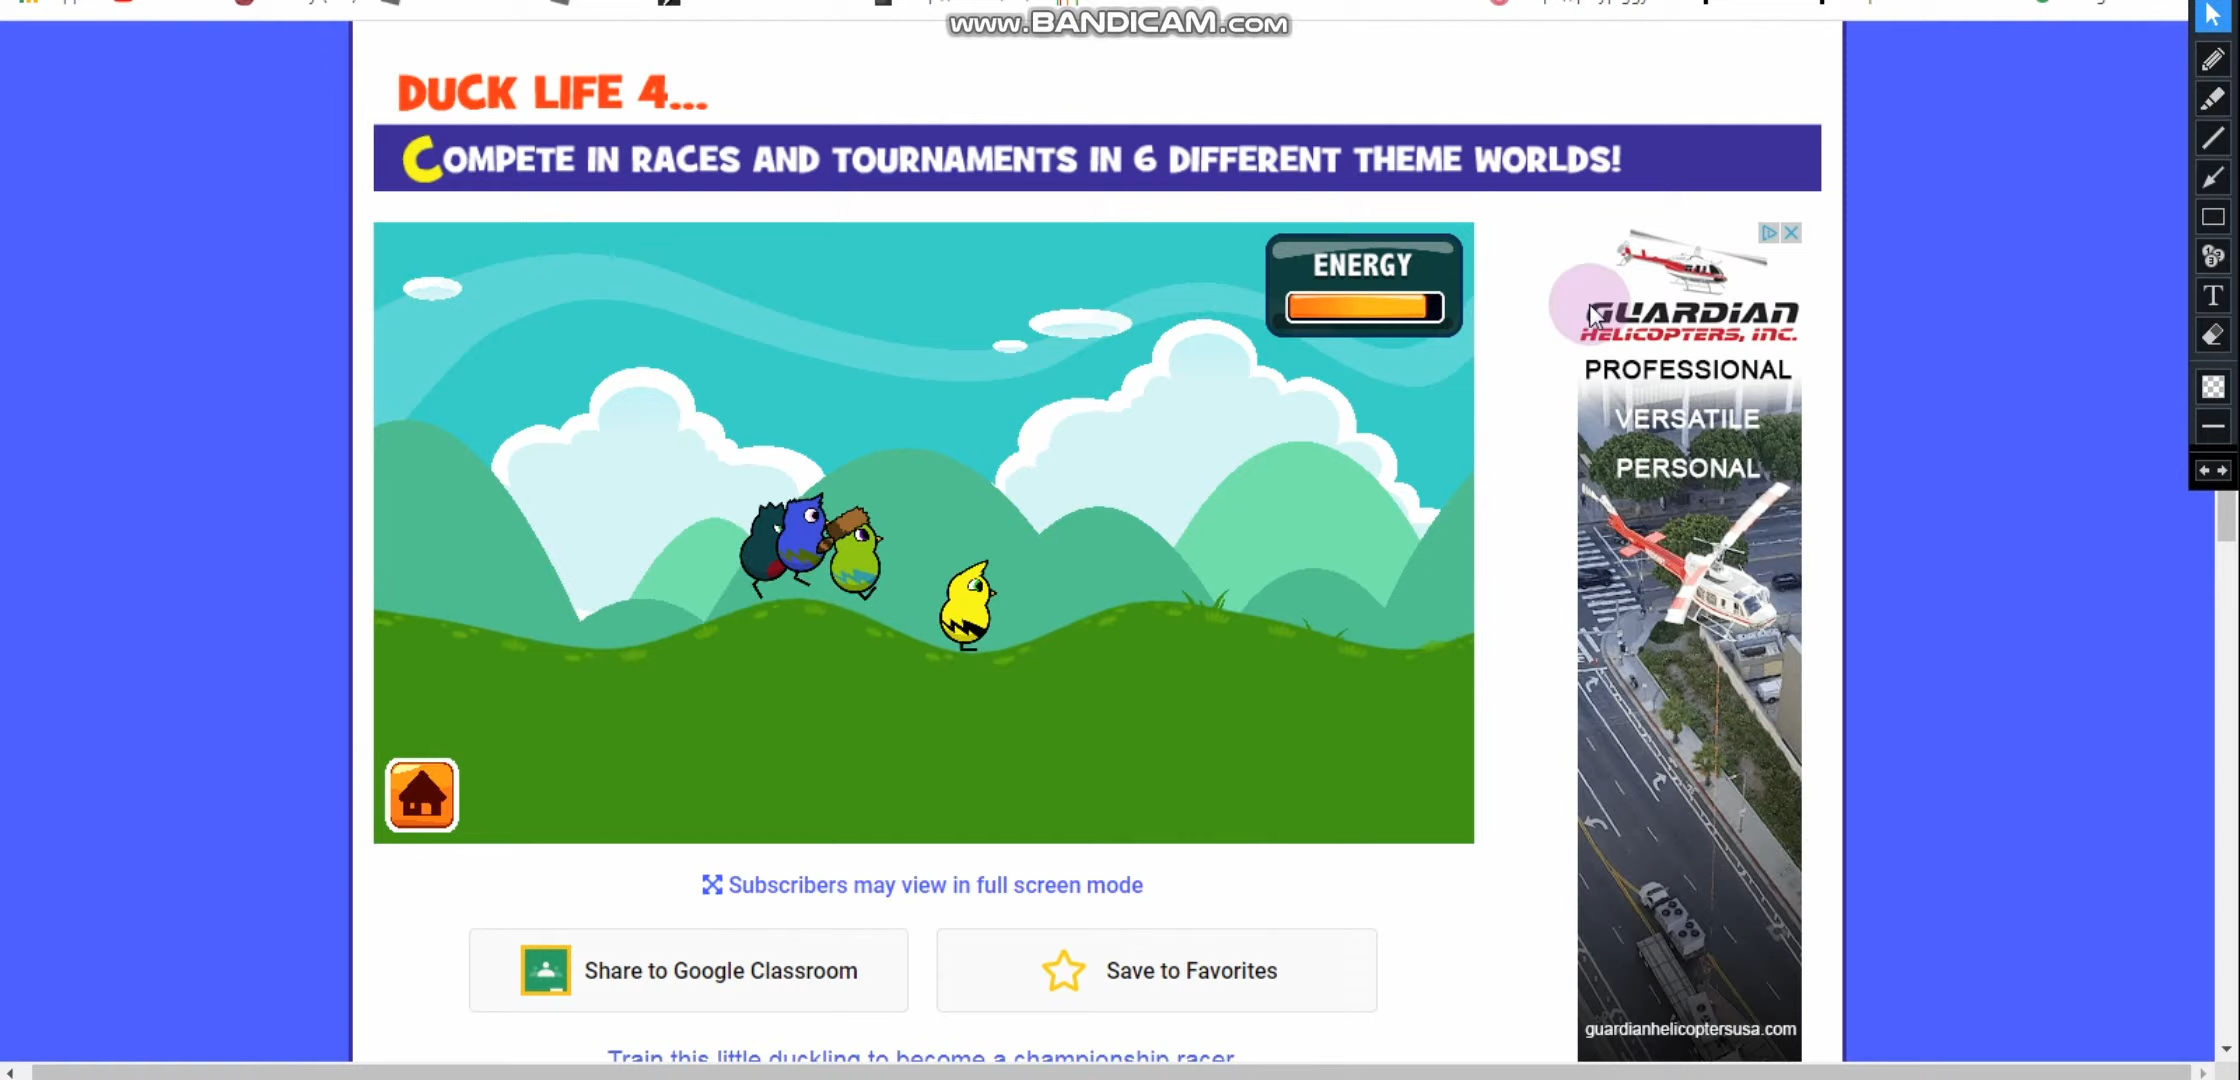 www.BANDICAM.com
DUCK LIFE 4...
COMPETE IN RACES AND TOURNAMENTS IN 6 DIFFERENT THEME WORLDS!
ENERGY
GUARDIAN
HELICOPTERS, INC.
PROFESSIONAL
VERSATILE
PERSONAL
guardianhelicoptersusa.com
Subscribers may view in full screen mode
Share to Google Classroom
Save to Favorites
Train this little duckling to become a championship racer
T